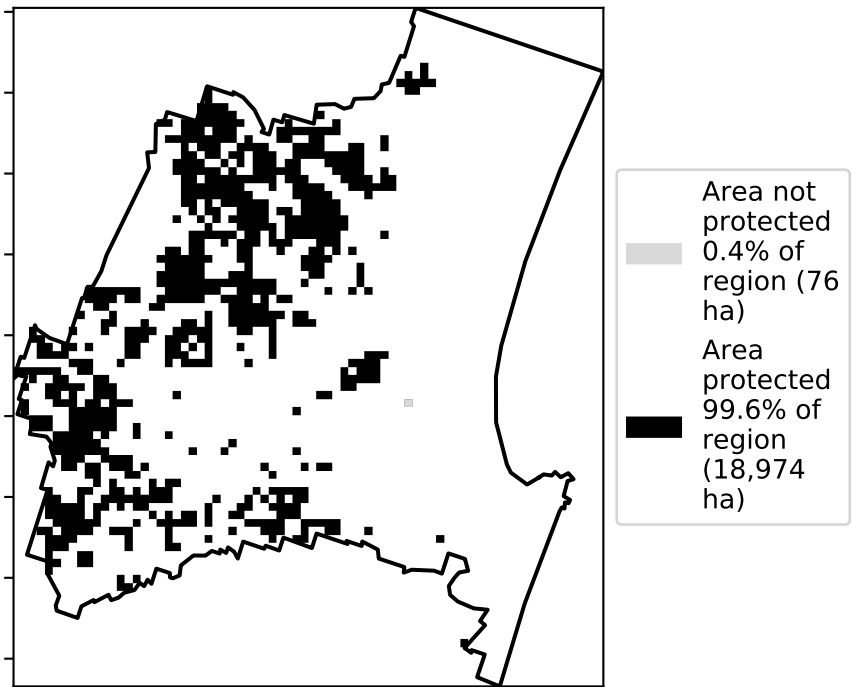 Area not
protected
0.4% of
region (76
ha)
Area
protected
99.6% of
region
(18,974
ha)